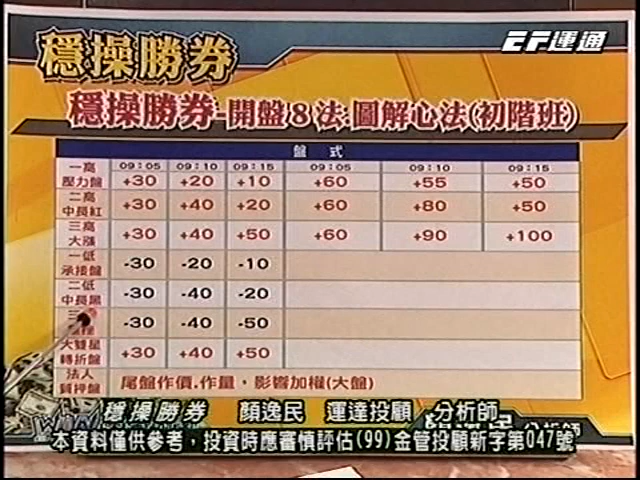 穩操勝券
EF運通
穩操勝券-開盤8法:圖解心法(初階班)
盤 式
一高 壓力盤 09:05 09:10 09:15 09:05 09:10 09:15
+30 +20 +10 +60 +55 +50
二高 中長紅 +30 +40 +20 +60 +80 +50
三高 大漲 +30 +40 +50 +60 +90 +100
一低 承接盤 -30 -20 -10
二低 中長黑 -30 -40 -20
三 -30 -40 -50
大雙星 轉折盤 +30 +40 +50
法人 質押盤 尾盤作價.作量，影響加權(大盤)
穩操勝券 顏逸民 運達投顧 分析師
本資料僅供參考，投資時應審慎評估(99)金管投顧新字第047號